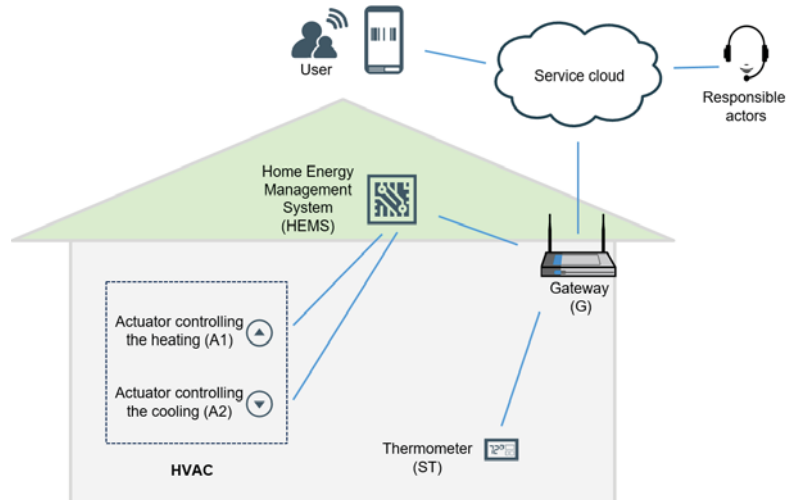 User
Service cloud
Responsible
actors
Home Energy
Management
System
(HEMS)
Gateway
(G)
Actuator controlling
the heating (A1)
Actuator controlling
the cooling (A2)
Thermometer
(ST)
72°
HVAC